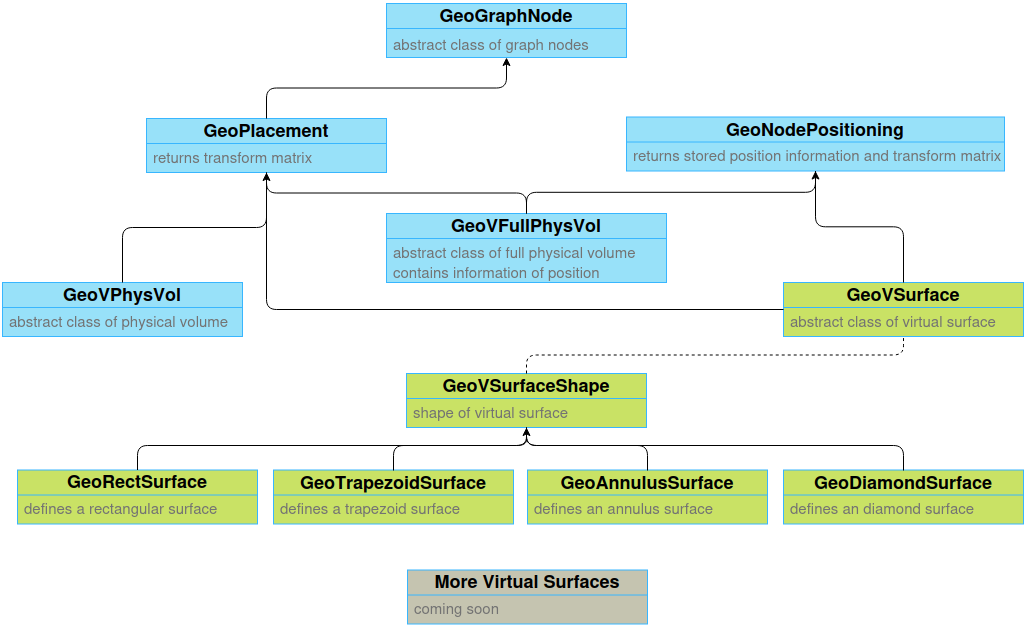 GeoGraphNode
abstract class of graph nodes
GeoPlacement
returns transform matrix
GeoNodePositioning
returns stored position information and transform matrix
GeoVFullPhysVol
abstract class of full physical volume
contains information of position
GeoVPhysVol
abstract class of physical volume
GeoVSurface
abstract class of virtual surface
GeoVSurfaceShape
shape of virtual surface
GeoRectSurface
defines a rectangular surface
GeoTrapezoidSurface
defines a trapezoid surface
GeoAnnulusSurface
defines an annulus surface
GeoDiamondSurface
defines an diamond surface
More Virtual Surfaces
coming soon